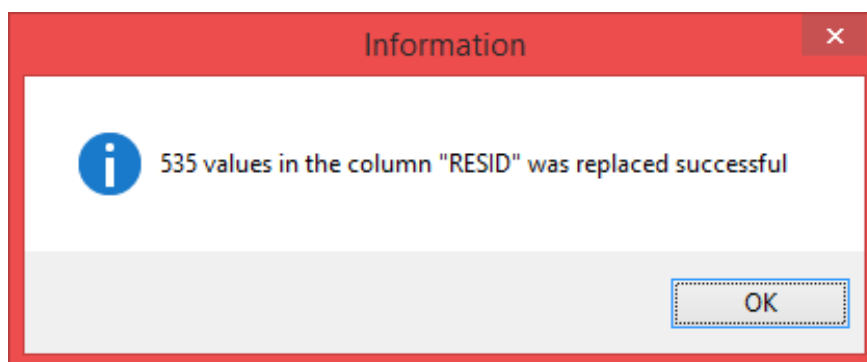 Information
535 values in the column "RESID" was replaced successful
OK